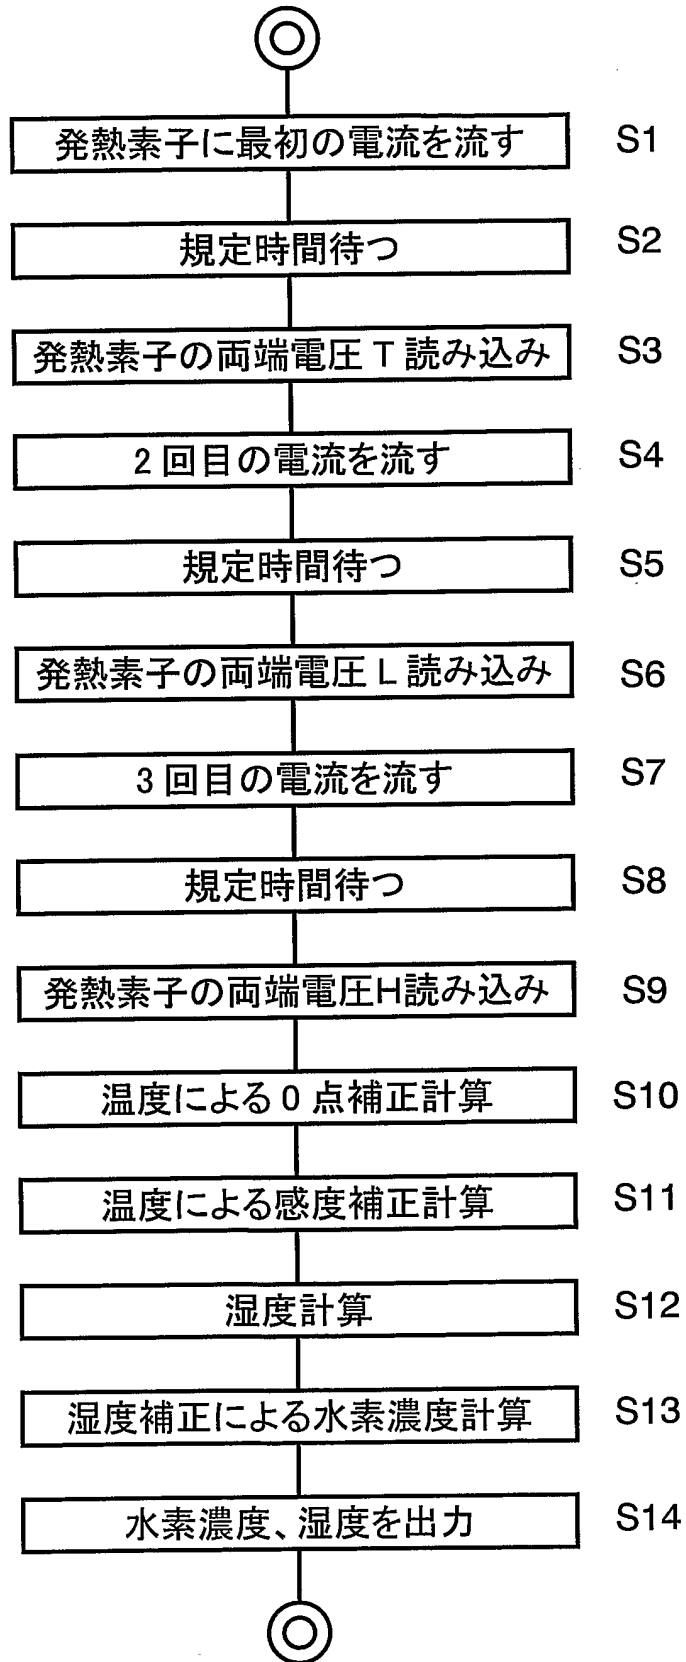 発熱素子に最初の電流を流す S1
規定時間待つ S2
発熱素子の両端電圧T読み込み S3
2回目の電流を流す S4
規定時間待つ S5
発熱素子の両端電圧L読み込み S6
3回目の電流を流す S7
規定時間待つ S8
発熱素子の両端電圧H読み込み S9
温度による0点補正計算 S10
温度による感度補正計算 S11
湿度計算 S12
湿度補正による水素濃度計算 S13
水素濃度、湿度を出力 S14